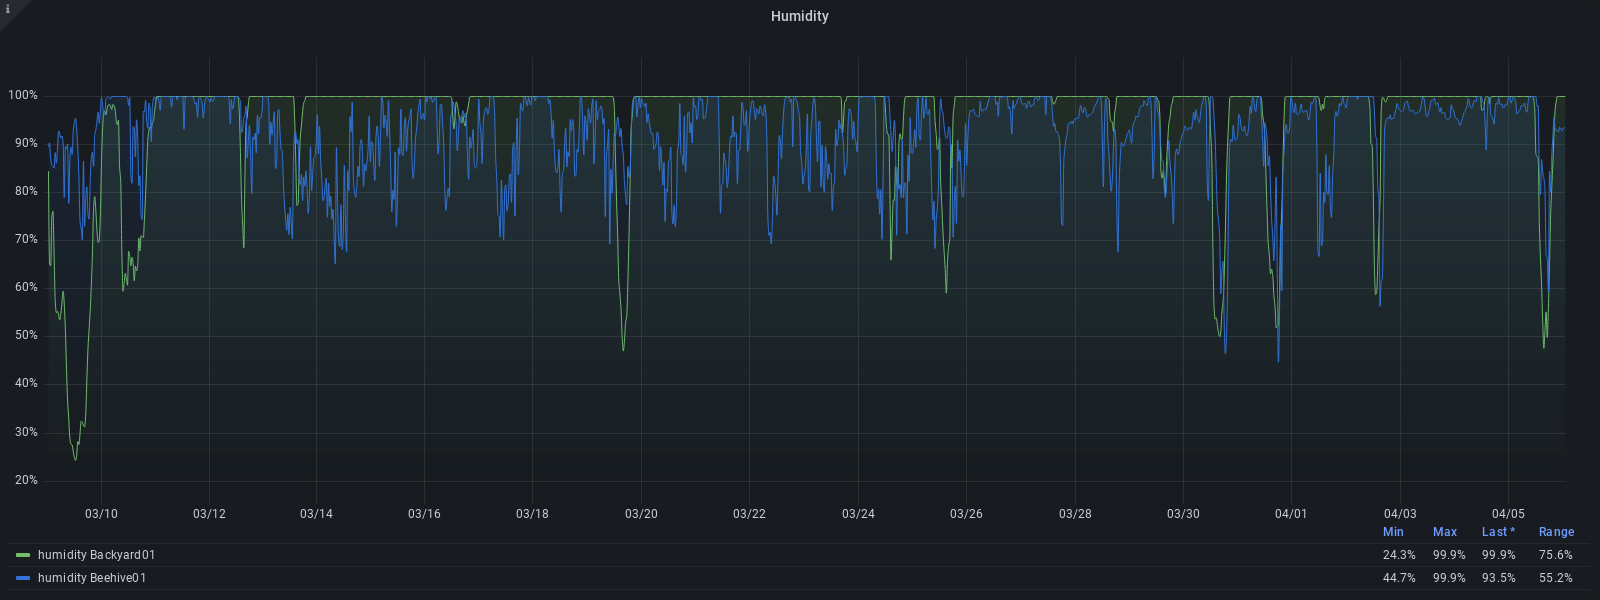 i
Humidity
100%
90%
80%
70%
60%
50%
40%
30%
20%
03/10 03/12 03/14 03/16 03/18 03/20 03/22 03/24 03/26 03/28 03/30 04/01 04/03 04/05
Min Max Last * Range
humidity Backyard01 24.3% 99.9% 99.9% 75.6%
humidity Beehive01 44.7% 99.9% 93.5% 55.2%